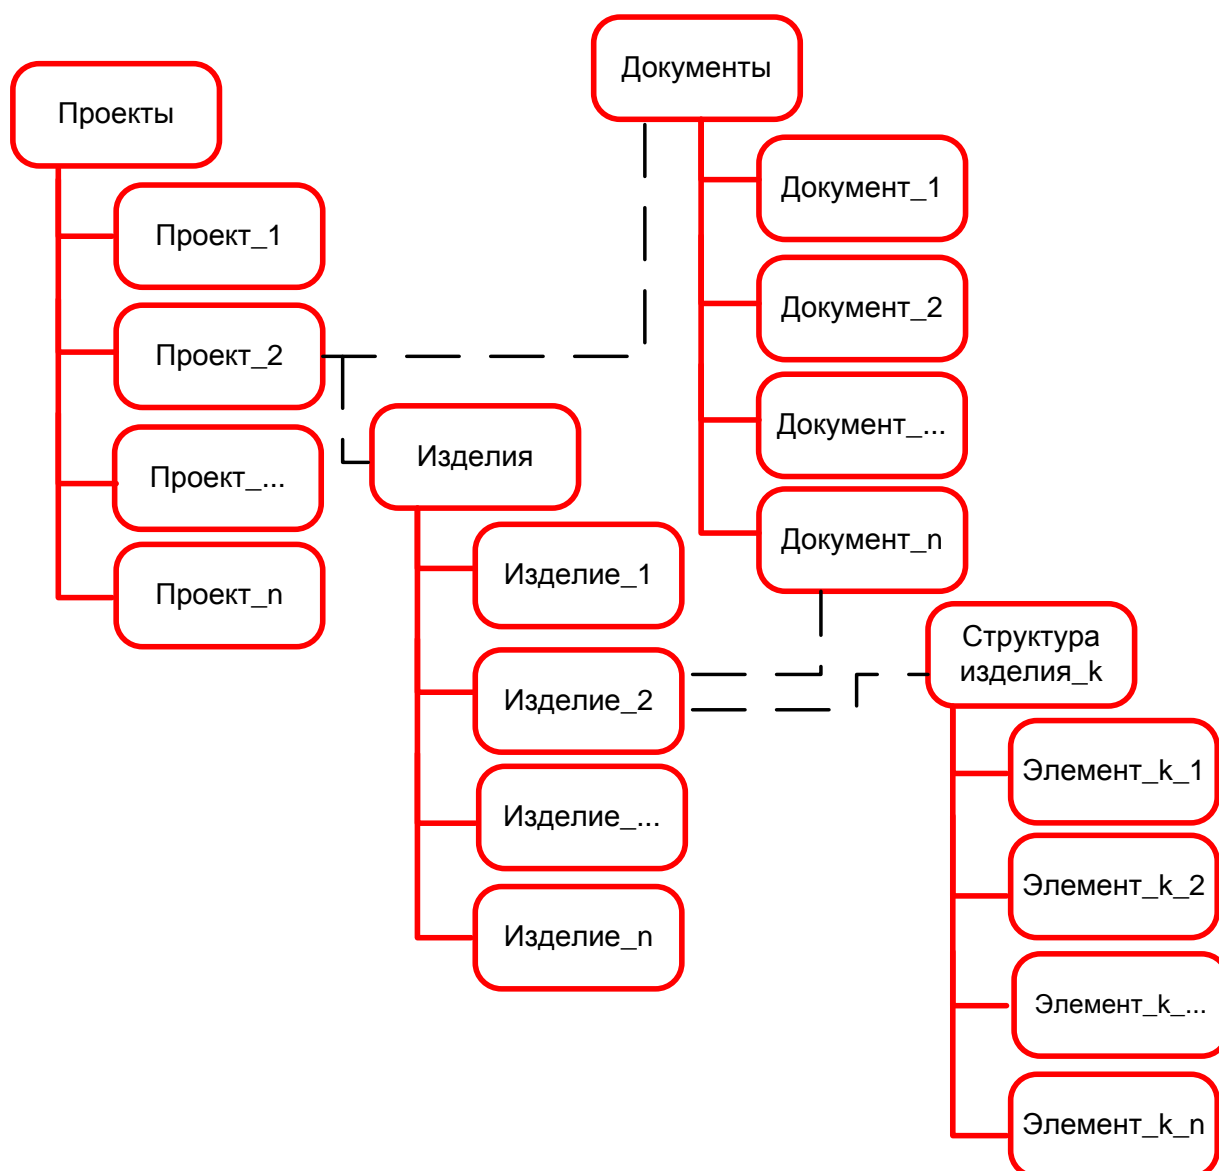 Проекты
Проект_1
Проект_2
Проект_...
Проект_n
Документы
Документ_1
Документ_2
Документ_...
Документ_n
Изделия
Изделие_1
Изделие_2
Изделие_...
Изделие_n
Структура
изделия_k
Элемент_k_1
Элемент_k_2
Элемент_k_...
Элемент_k_n